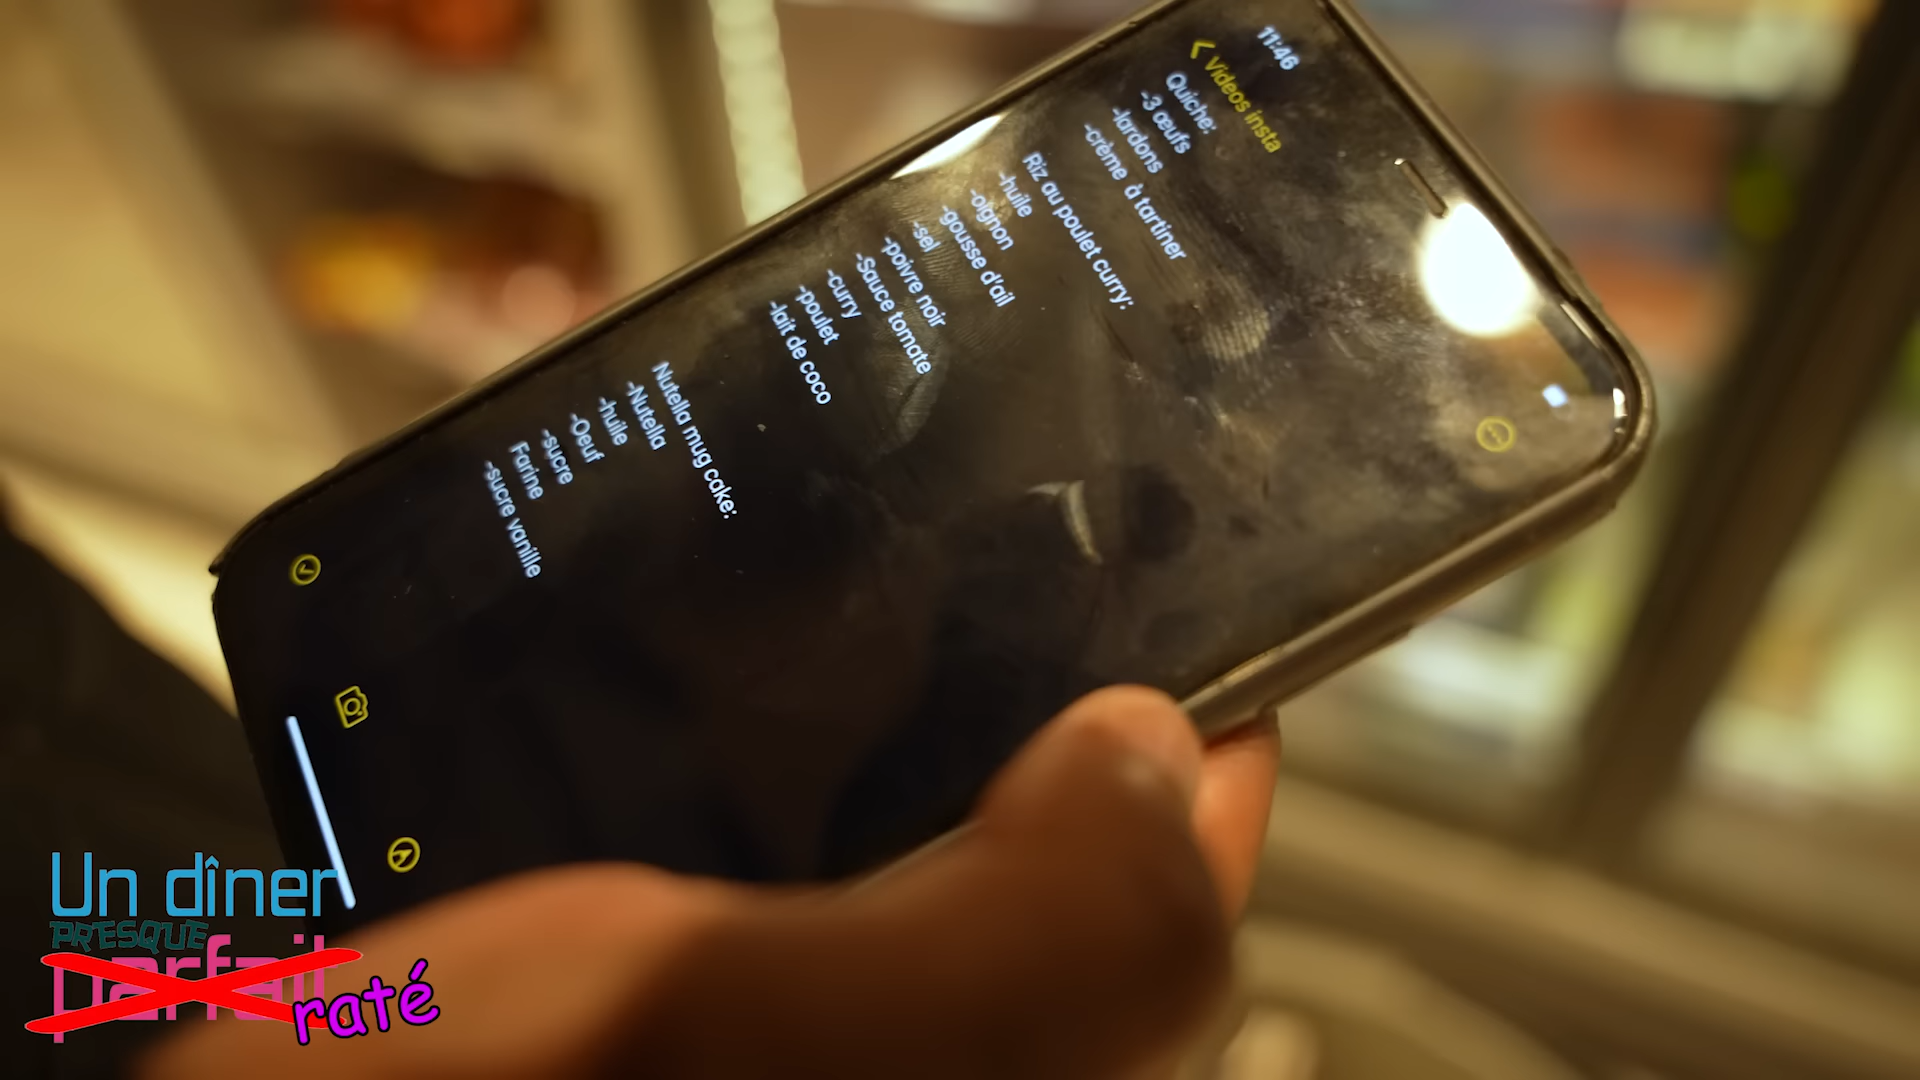 11:46
Videos insta
Quiche:
-3 œufs
-lardons
-crème à tartiner
Riz au poulet curry:
-huile
-oignon
-gousse d'ail
-sel
-poivre noir
-Sauce tomate
-curry
-poulet
-lait de coco
Nutella mug cake:
-Nutella
-huile
-Oeuf
-sucre
Farine
-sucre vanille
Un dîner
PRESQUE
parfait
raté